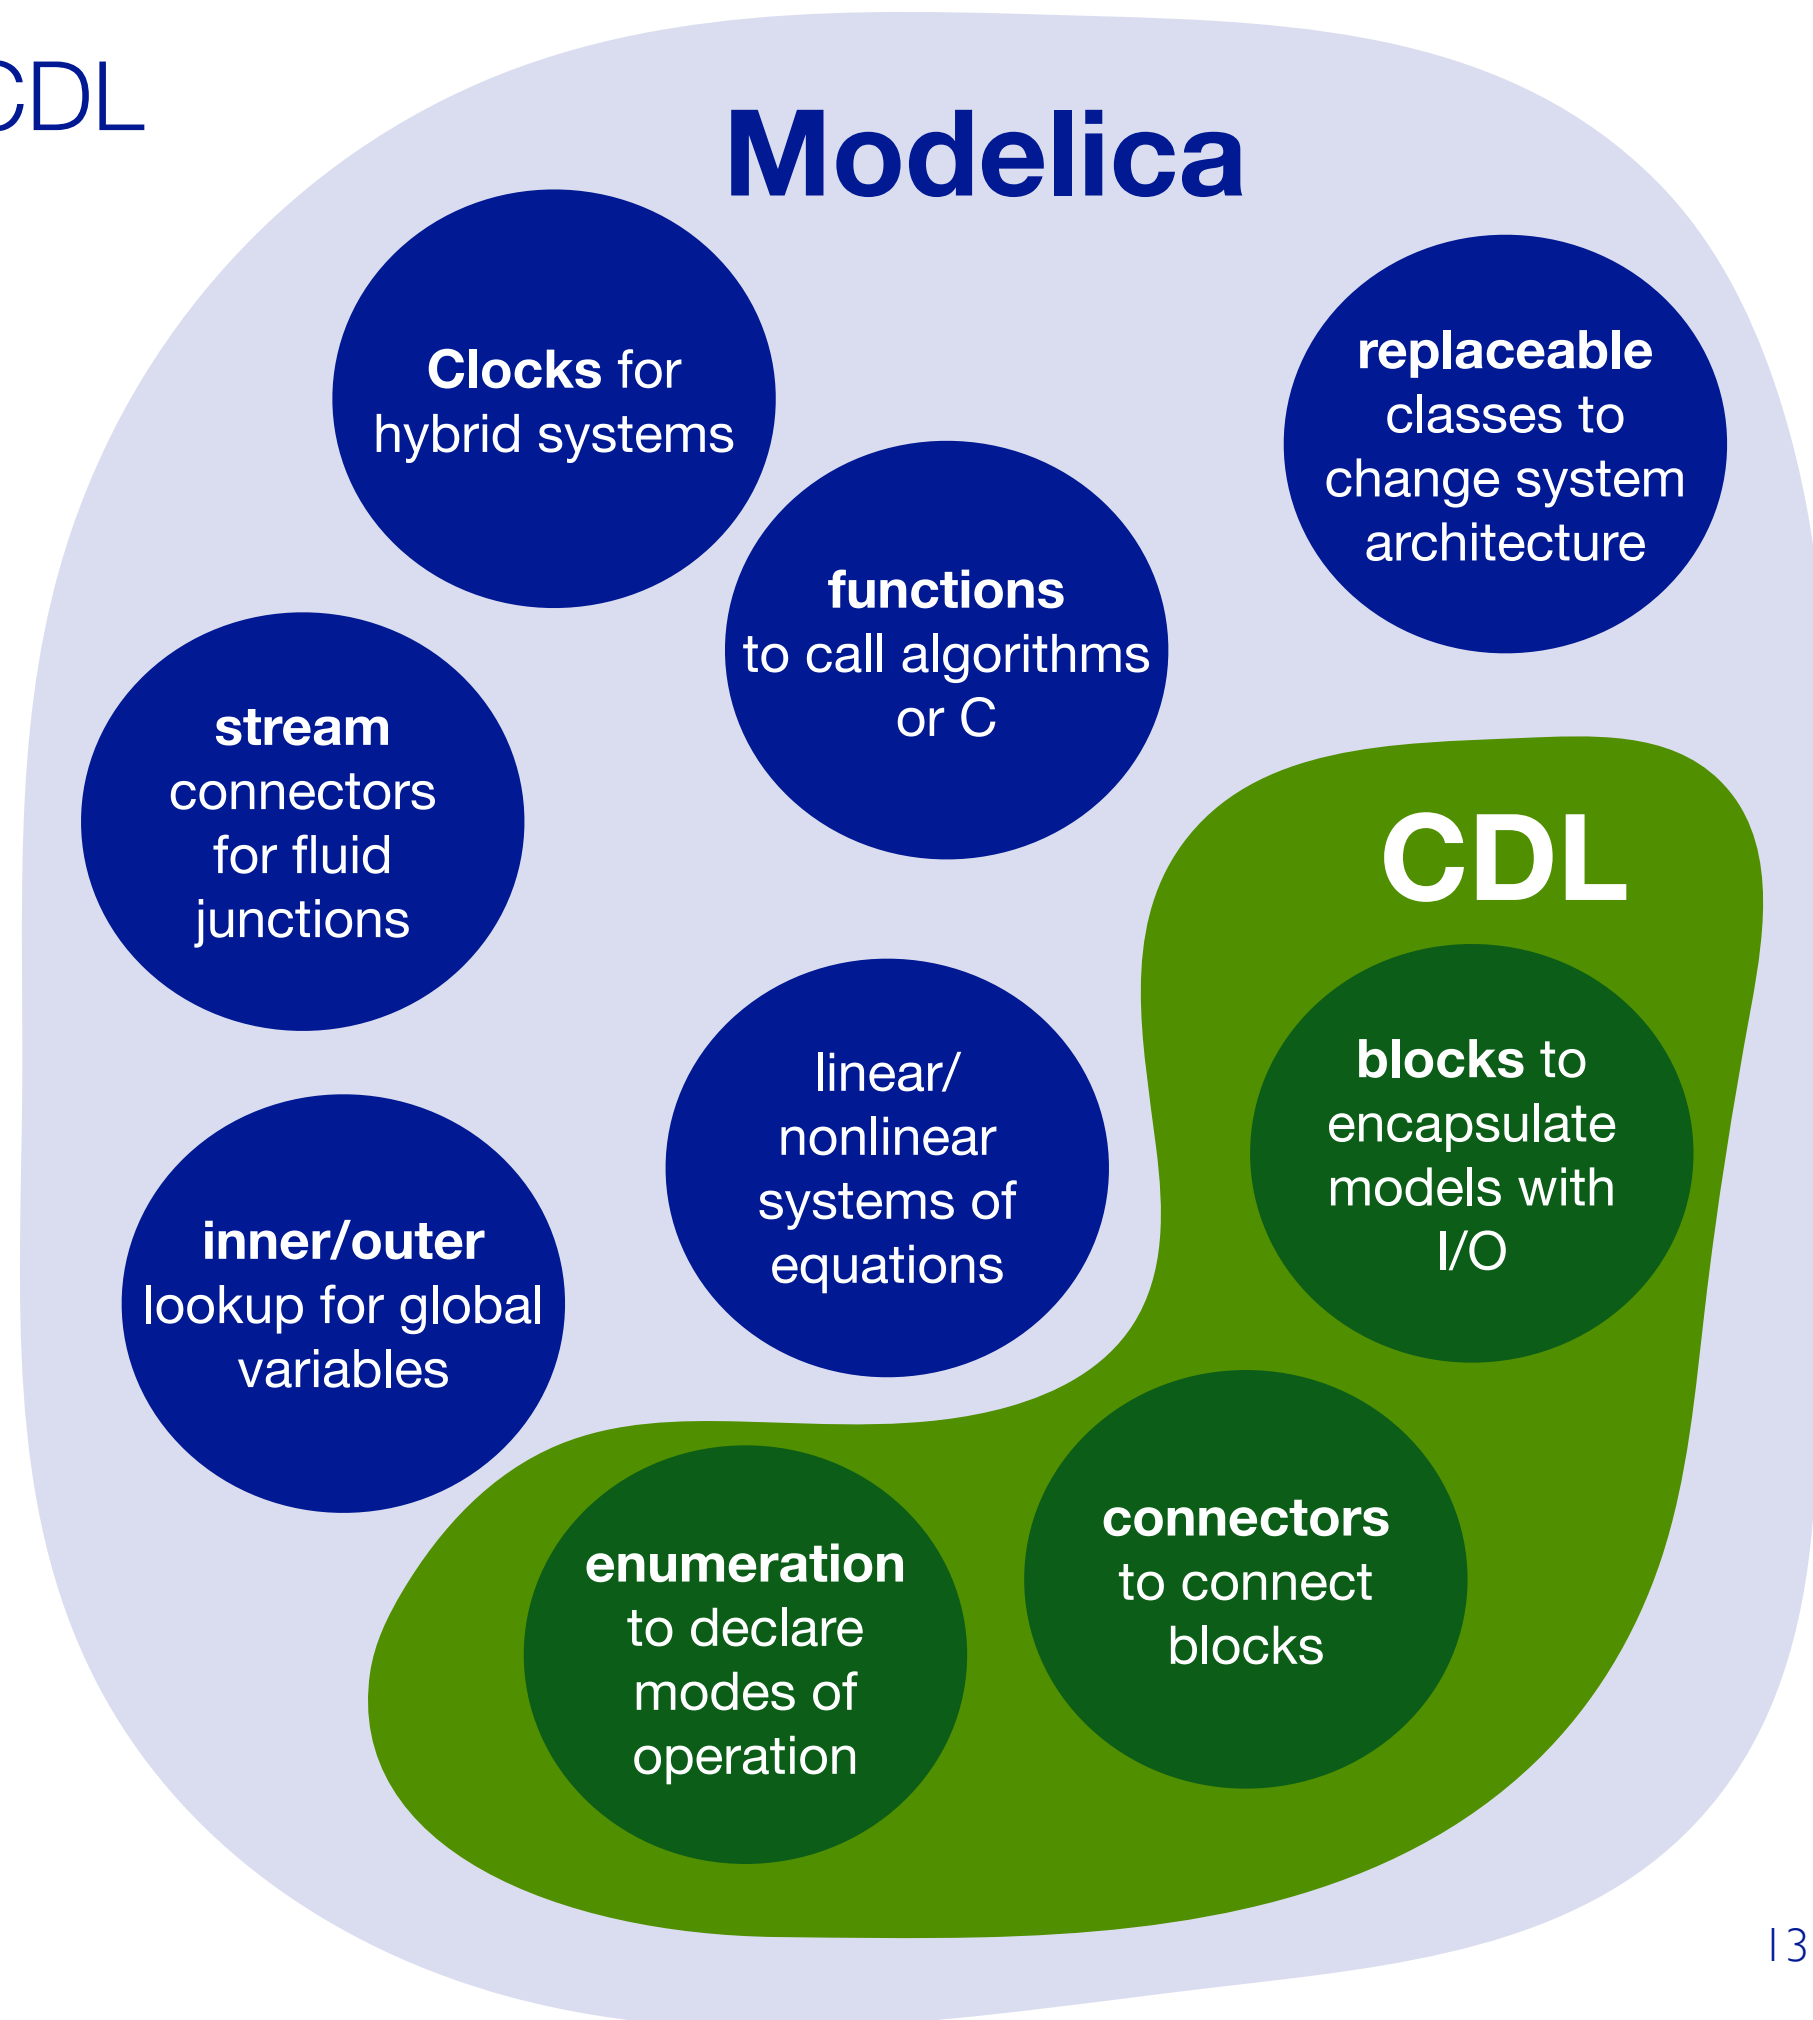 CDL
Modelica
Clocks for
hybrid systems
replaceable
classes to
change system
architecture
functions
to call algorithms
or C
stream
connectors
for fluid
junctions
CDL
linear/
nonlinear
systems of
equations
blocks to
encapsulate
models with
I/O
inner/outer
lookup for global
variables
connectors
to connect
blocks
enumeration
to declare
modes of
operation
13